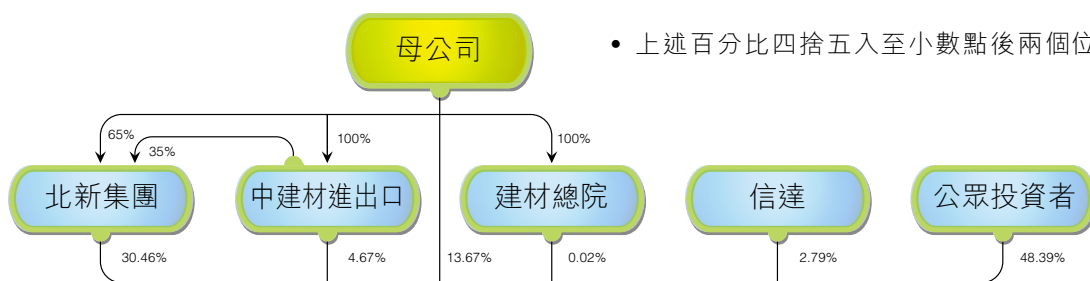 母公司
• 上述百分比四捨五入至小數點後兩個位
65%
35%
100%
100%
北新集團
中建材進出口
建材總院
信達
公眾投資者
30.46%
4.67%
13.67%
0.02%
2.79%
48.39%